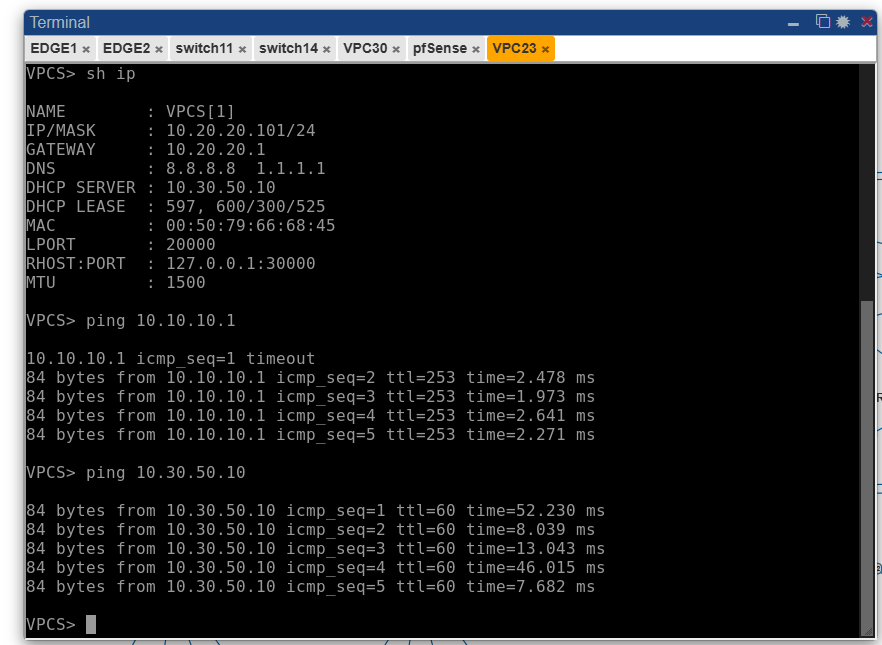 Terminal
EDGE1 × EDGE2 × switch11 × switch14 × VPC30 × pfSense × VPC23 ×
VPCS> sh ip
NAME        : VPCS[1]
IP/MASK     : 10.20.20.101/24
GATEWAY     : 10.20.20.1
DNS         : 8.8.8.8  1.1.1.1
DHCP SERVER : 10.30.50.10
DHCP LEASE  : 597, 600/300/525
MAC         : 00:50:79:66:68:45
LPORT       : 20000
RHOST:PORT  : 127.0.0.1:30000
MTU         : 1500
VPCS> ping 10.10.10.1
10.10.10.1 icmp_seq=1 timeout
84 bytes from 10.10.10.1 icmp_seq=2 ttl=253 time=2.478 ms
84 bytes from 10.10.10.1 icmp_seq=3 ttl=253 time=1.973 ms
84 bytes from 10.10.10.1 icmp_seq=4 ttl=253 time=2.641 ms
84 bytes from 10.10.10.1 icmp_seq=5 ttl=253 time=2.271 ms
VPCS> ping 10.30.50.10
84 bytes from 10.30.50.10 icmp_seq=1 ttl=60 time=52.230 ms
84 bytes from 10.30.50.10 icmp_seq=2 ttl=60 time=8.039 ms
84 bytes from 10.30.50.10 icmp_seq=3 ttl=60 time=13.043 ms
84 bytes from 10.30.50.10 icmp_seq=4 ttl=60 time=46.015 ms
84 bytes from 10.30.50.10 icmp_seq=5 ttl=60 time=7.682 ms
VPCS>